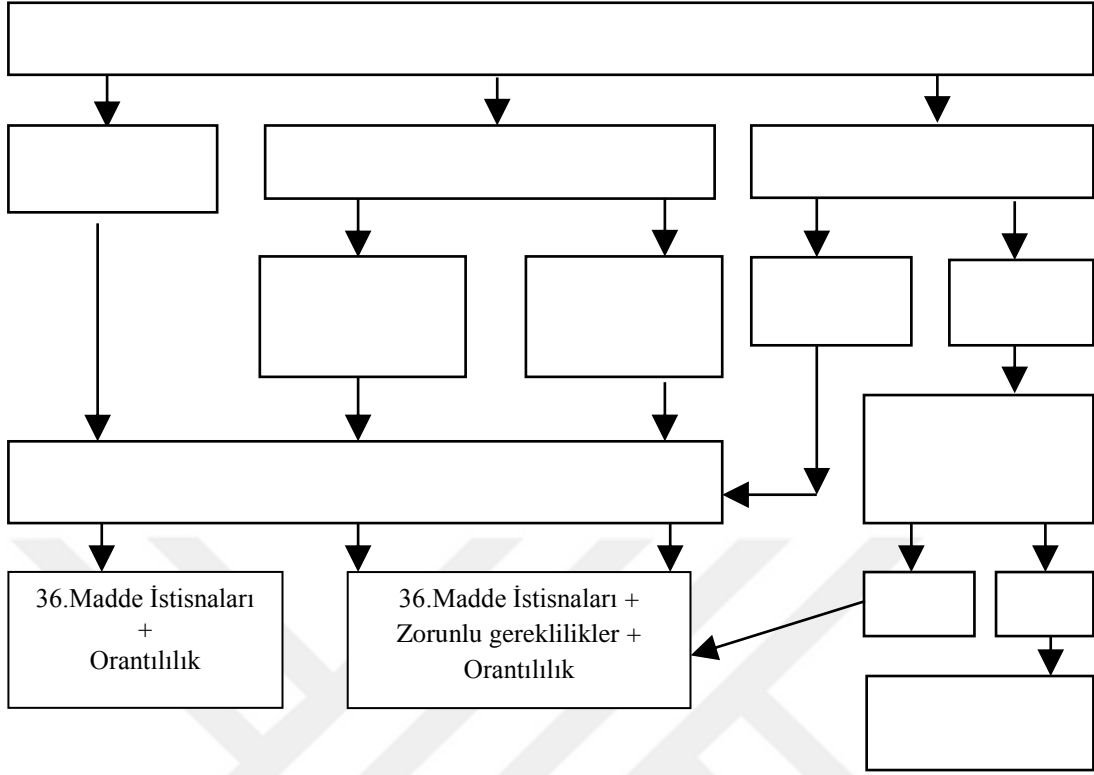 36.Madde İstisnaları
+
Orantılılık
36.Madde İstisnaları +
Zorunlu gereklilikler +
Orantılılık